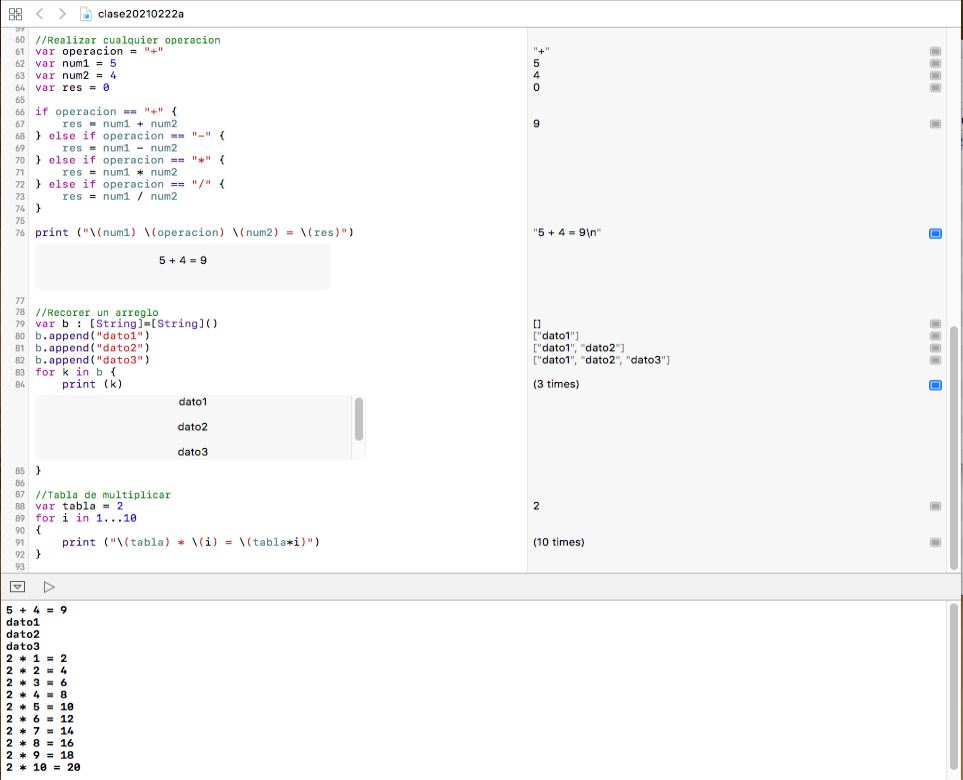 clase20210222a
59
60 //Realizar cualquier operacion
61 var operacion = "+" "+"
62 var num1 = 5 5
63 var num2 = 4 4
64 var res = 0 0
65
66 if operacion == "+" {
67 res = num1 + num2 9
68 } else if operacion == "-" {
69 res = num1 - num2
70 } else if operacion == "*" {
71 res = num1 * num2
72 } else if operacion == "/" {
73 res = num1 / num2
74 }
75
76 print ("\(num1) \(operacion) \(num2) = \(res)") "5 + 4 = 9\n"
5 + 4 = 9
77
78 //Recorer un arreglo
79 var b : [String]=[String]() []
80 b.append("dato1") ["dato1"]
81 b.append("dato2") ["dato1", "dato2"]
82 b.append("dato3") ["dato1", "dato2", "dato3"]
83 for k in b {
84 print (k) (3 times)
dato1
dato2
dato3
85 }
86
87 //Tabla de multiplicar
88 var tabla = 2 2
89 for i in 1...10
90 {
91 print ("\(tabla) * \(i) = \(tabla*i)") (10 times)
92 }
93
5 + 4 = 9
dato1
dato2
dato3
2 * 1 = 2
2 * 2 = 4
2 * 3 = 6
2 * 4 = 8
2 * 5 = 10
2 * 6 = 12
2 * 7 = 14
2 * 8 = 16
2 * 9 = 18
2 * 10 = 20